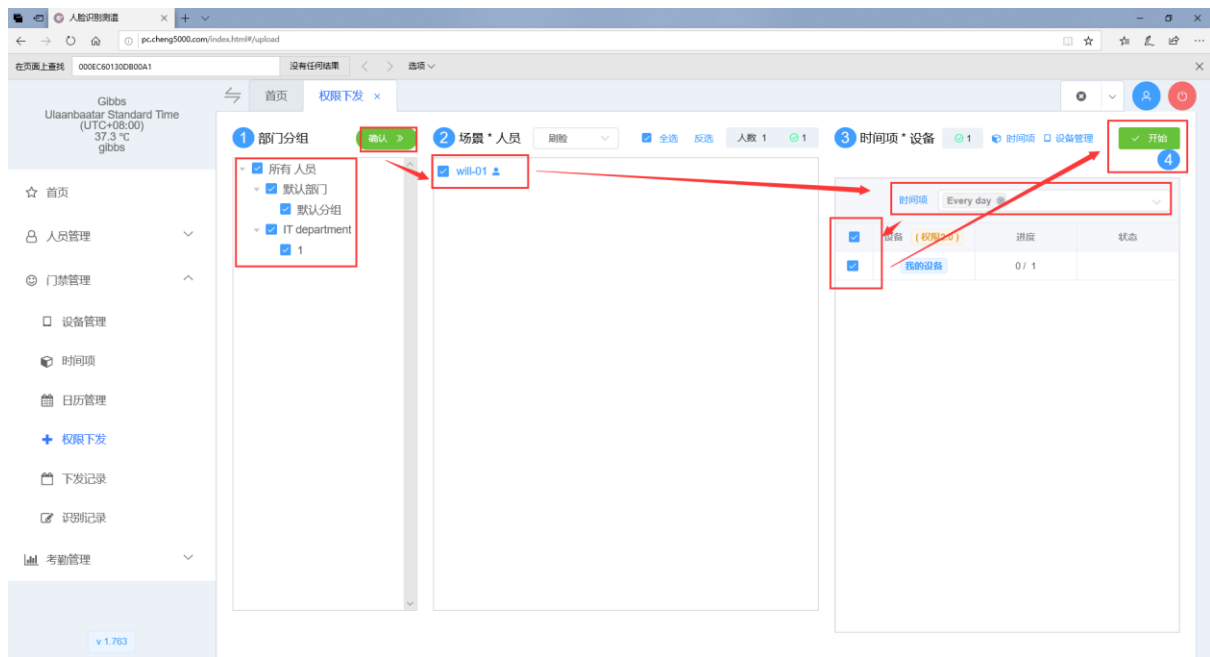 人脸识别测温
pc.cheng5000.com/index.html#/upload
在页面上查找 000EC60130DB00A1 没有任何结果 选项
Gibbs
Ulaanbaatar Standard Time
(UTC+08:00)
37.3 °C
gibbs
首页
人员管理
门禁管理
设备管理
时间项
日历管理
权限下发
下发记录
识别记录
考勤管理
v 1.763
首页 权限下发 ×
1 部门分组 确认 »
所有 人员
默认部门
默认分组
IT department
1
2 场景 * 人员 刷脸 全选 反选 人数 1 1
will-01
3 时间项 * 设备 1 时间项 设备管理 开始
4
时间项 Every day
设备 (权限2.0) 进度 状态
我的设备 0 / 1